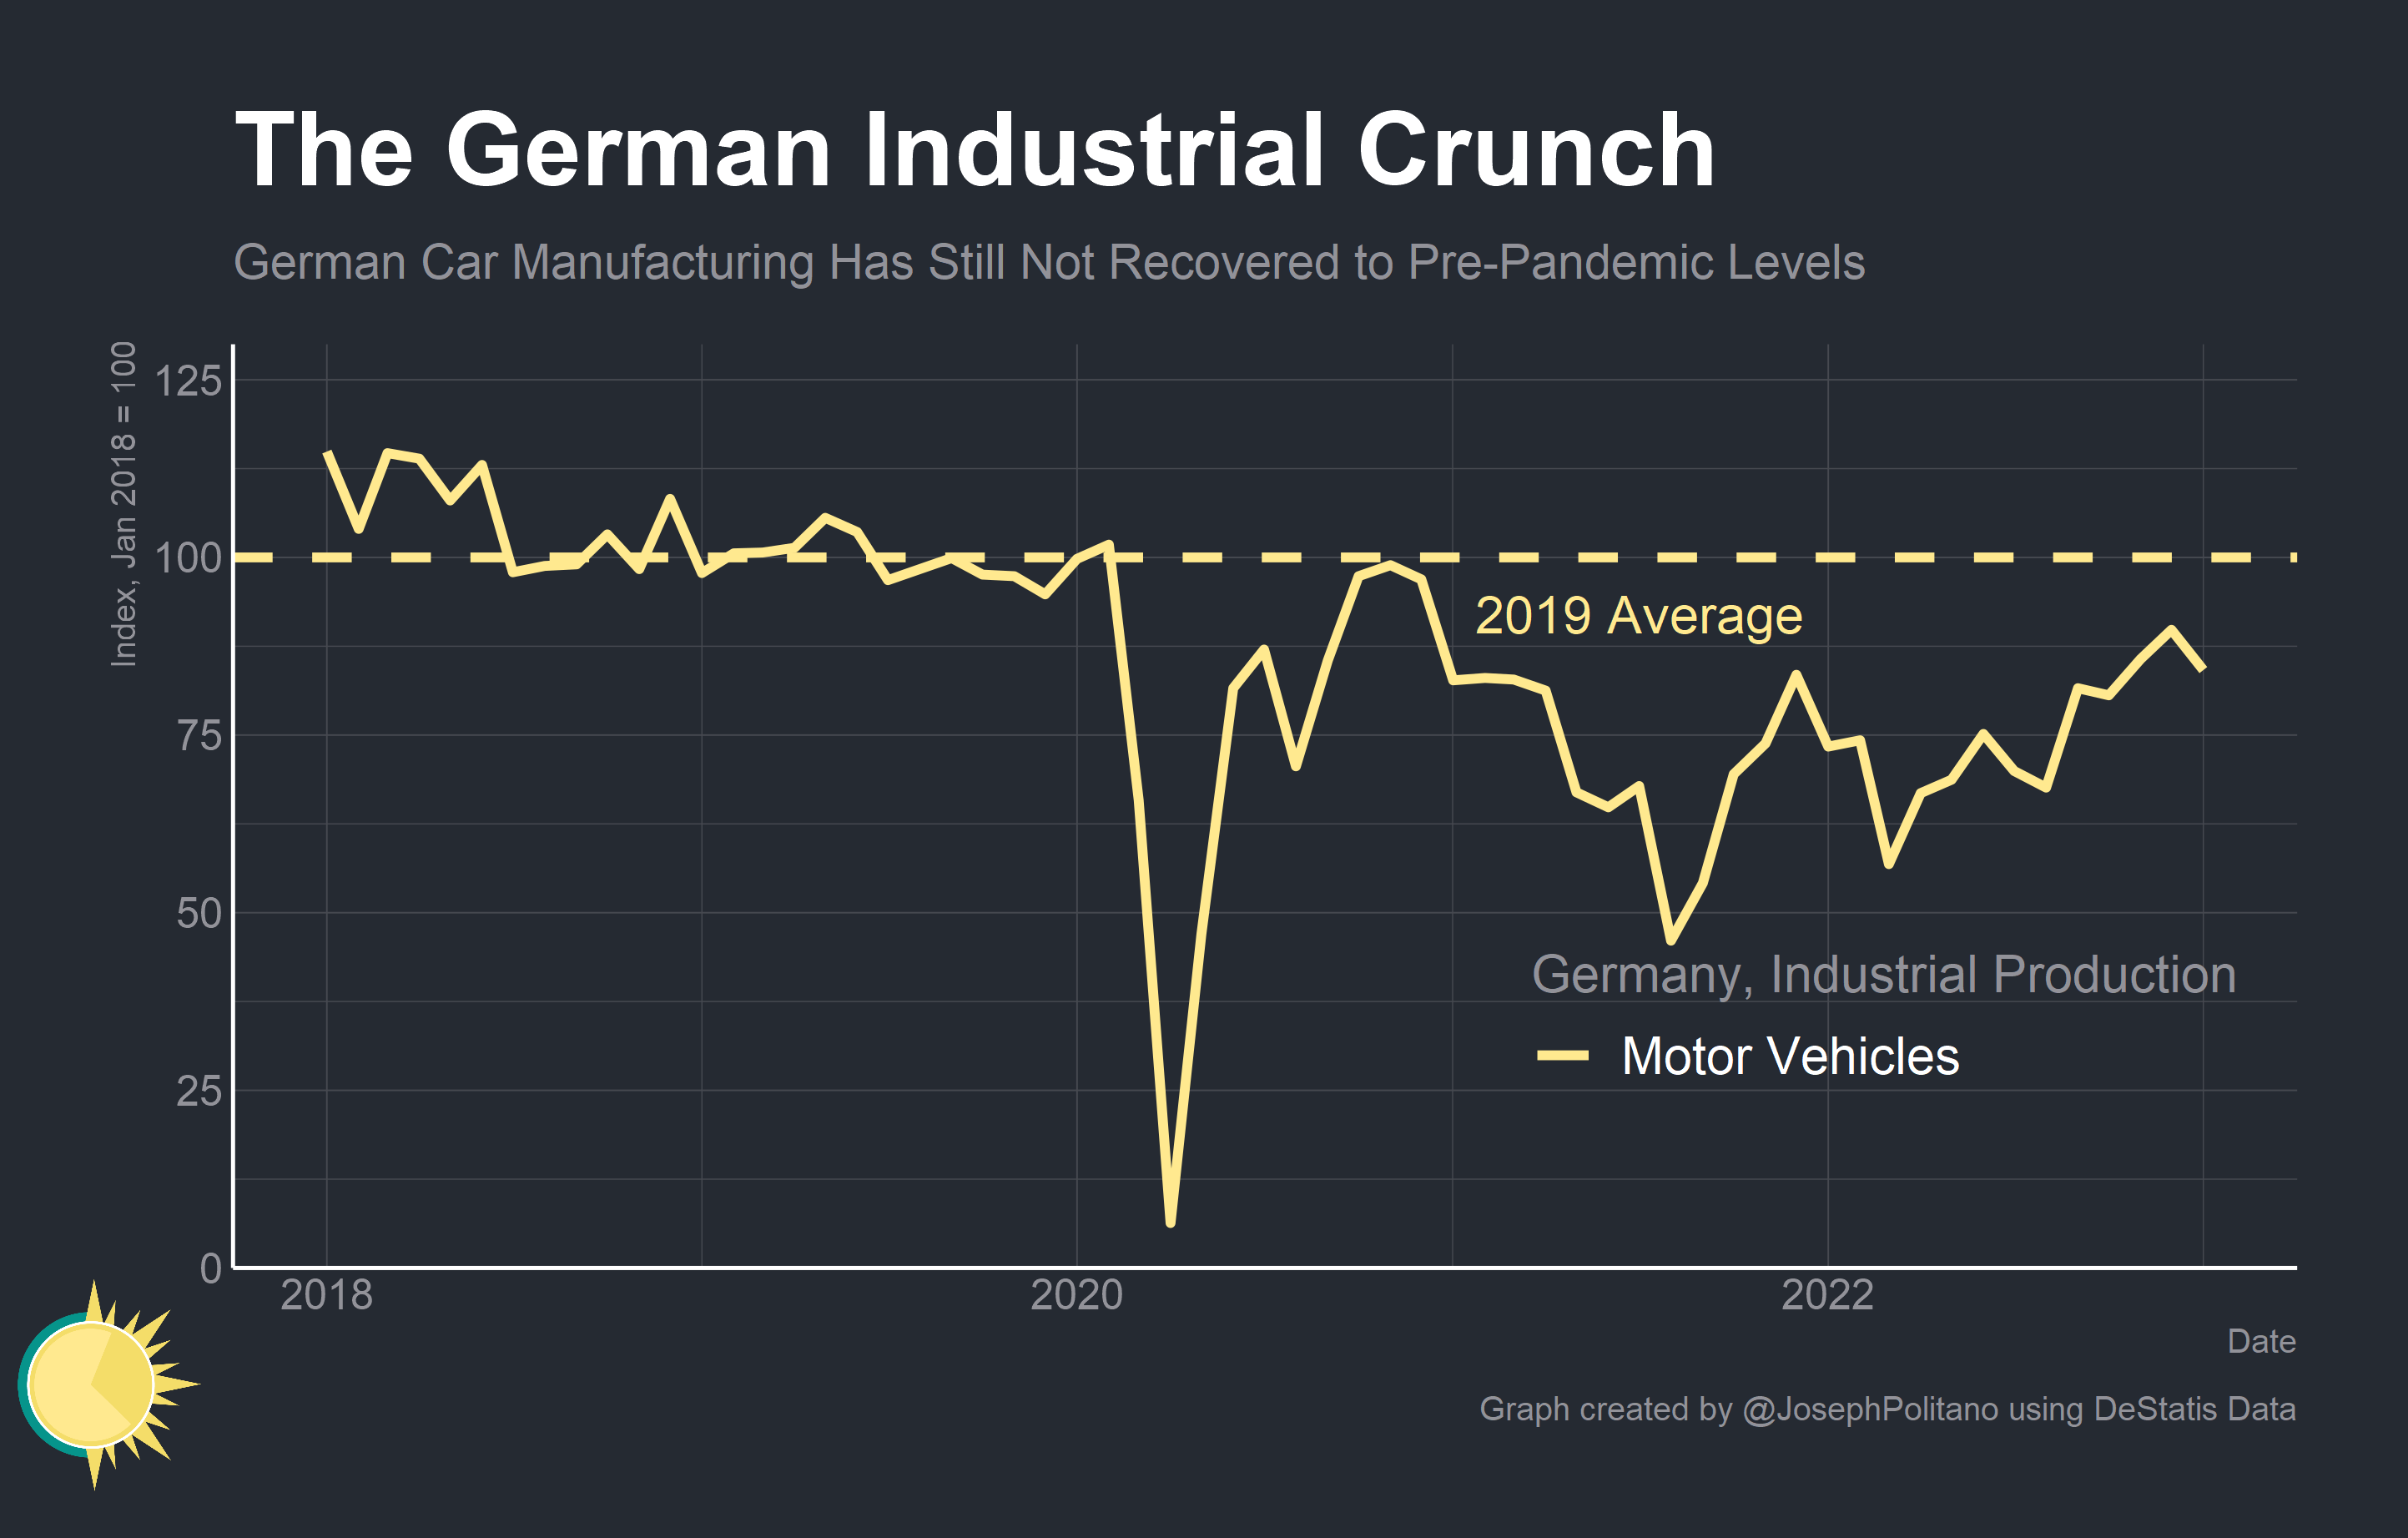 The German Industrial Crunch
German Car Manufacturing Has Still Not Recovered to Pre-Pandemic Levels
Index, Jan 2018 = 100
125
100
75
50
25
0
2019 Average
Germany, Industrial Production
Motor Vehicles
2018
2020
2022
Date
Graph created by @JosephPolitano using DeStatis Data